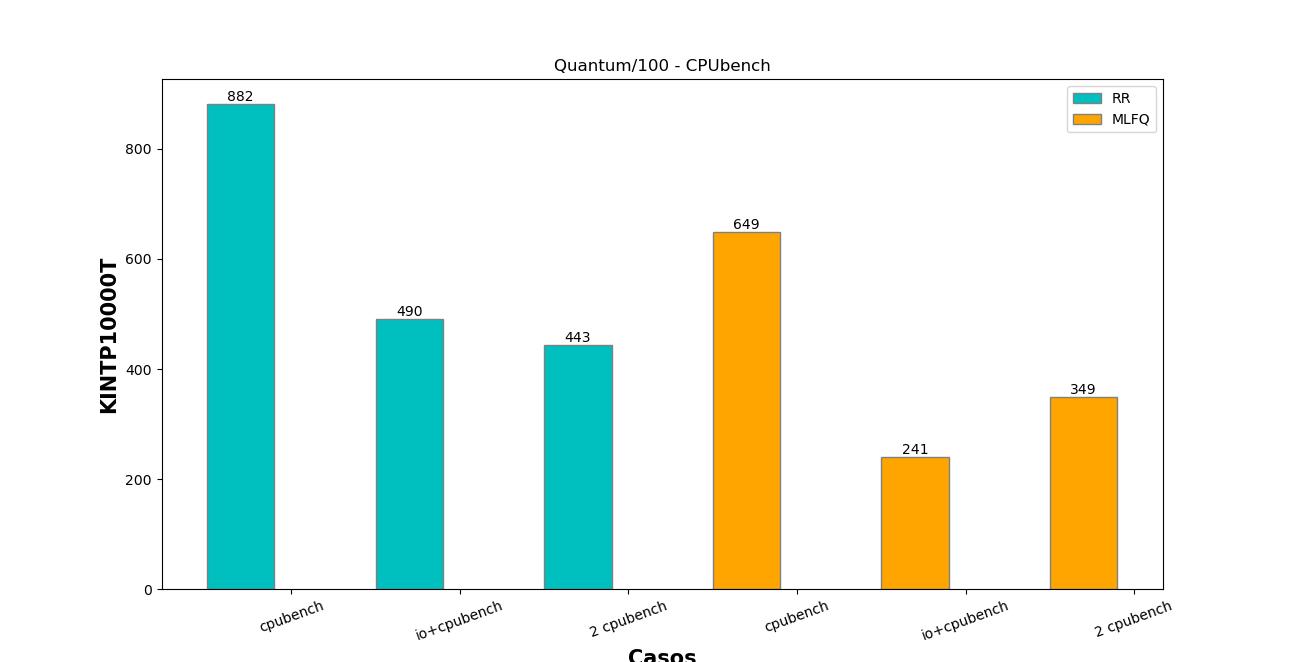 Quantum/100 - CPUbench
RR
MLFQ
882
490
443
649
241
349
KINTP10000T
800
600
400
200
0
cpubench
io+cpubench
2 cpubench
cpubench
io+cpubench
2 cpubench
Casos